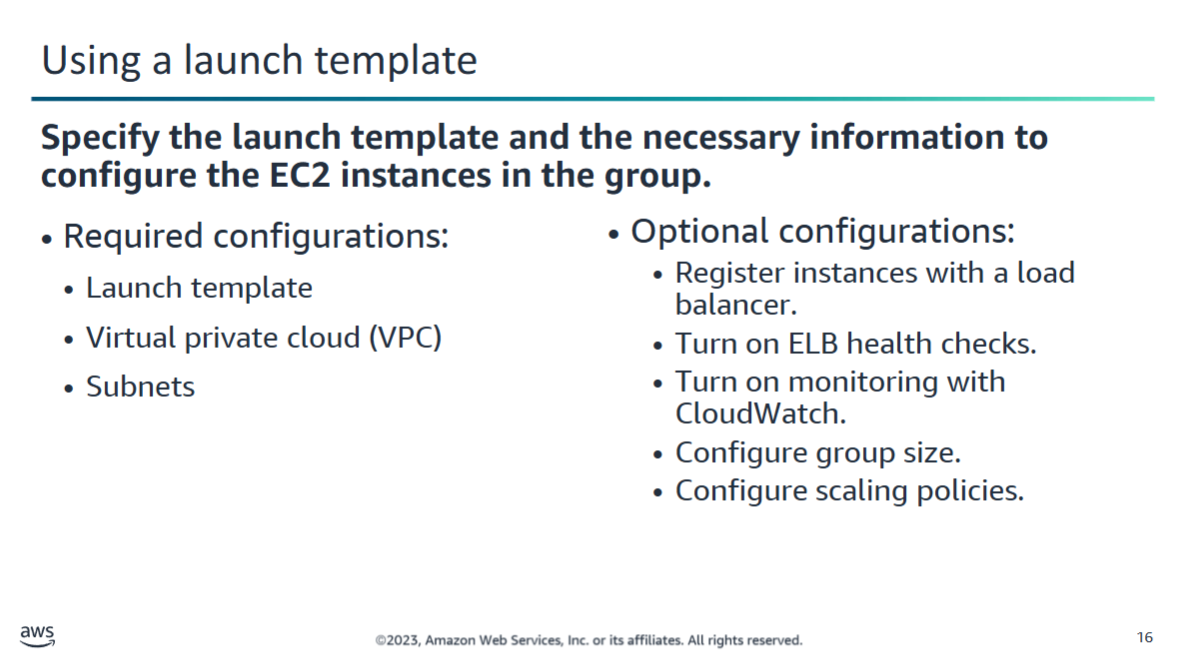 Using a launch template
Specify the launch template and the necessary information to
configure the EC2 instances in the group.
• Required configurations:
• Launch template
• Virtual private cloud (VPC)
• Subnets
• Optional configurations:
• Register instances with a load
balancer.
• Turn on ELB health checks.
• Turn on monitoring with
CloudWatch.
• Configure group size.
• Configure scaling policies.
aws
©2023, Amazon Web Services, Inc. or its affiliates. All rights reserved.
16